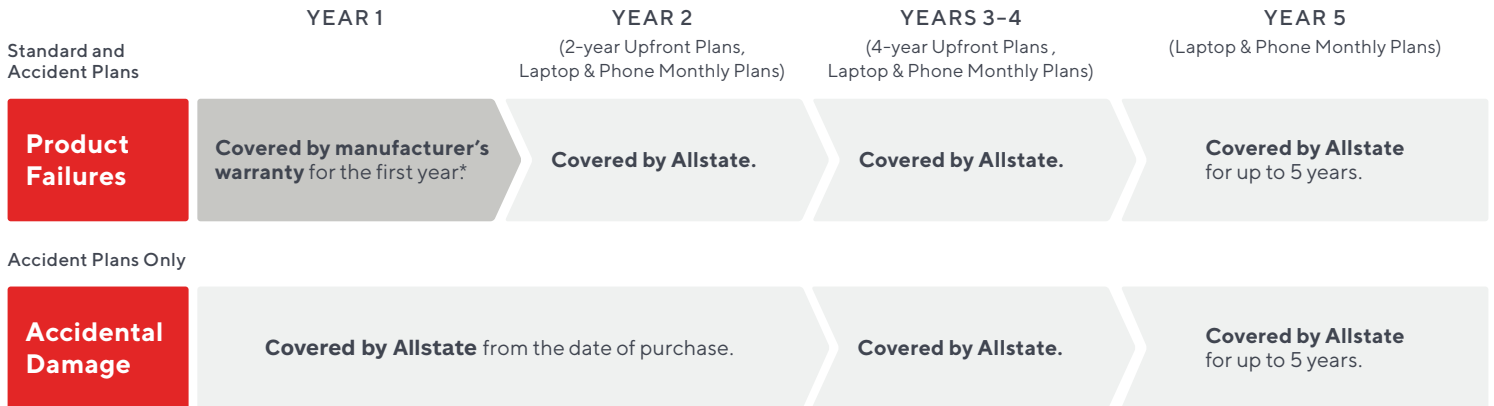 YEAR 1
YEAR 2
(2-year Upfront Plans,
Laptop & Phone Monthly Plans)
YEARS 3-4
(4-year Upfront Plans ,
Laptop & Phone Monthly Plans)
YEAR 5
(Laptop & Phone Monthly Plans)
Standard and
Accident Plans
Product
Failures
Covered by manufacturer's
warranty for the first year.*
Covered by Allstate.
Covered by Allstate.
Covered by Allstate
for up to 5 years.
Accident Plans Only
Accidental
Damage
Covered by Allstate from the date of purchase.
Covered by Allstate.
Covered by Allstate
for up to 5 years.